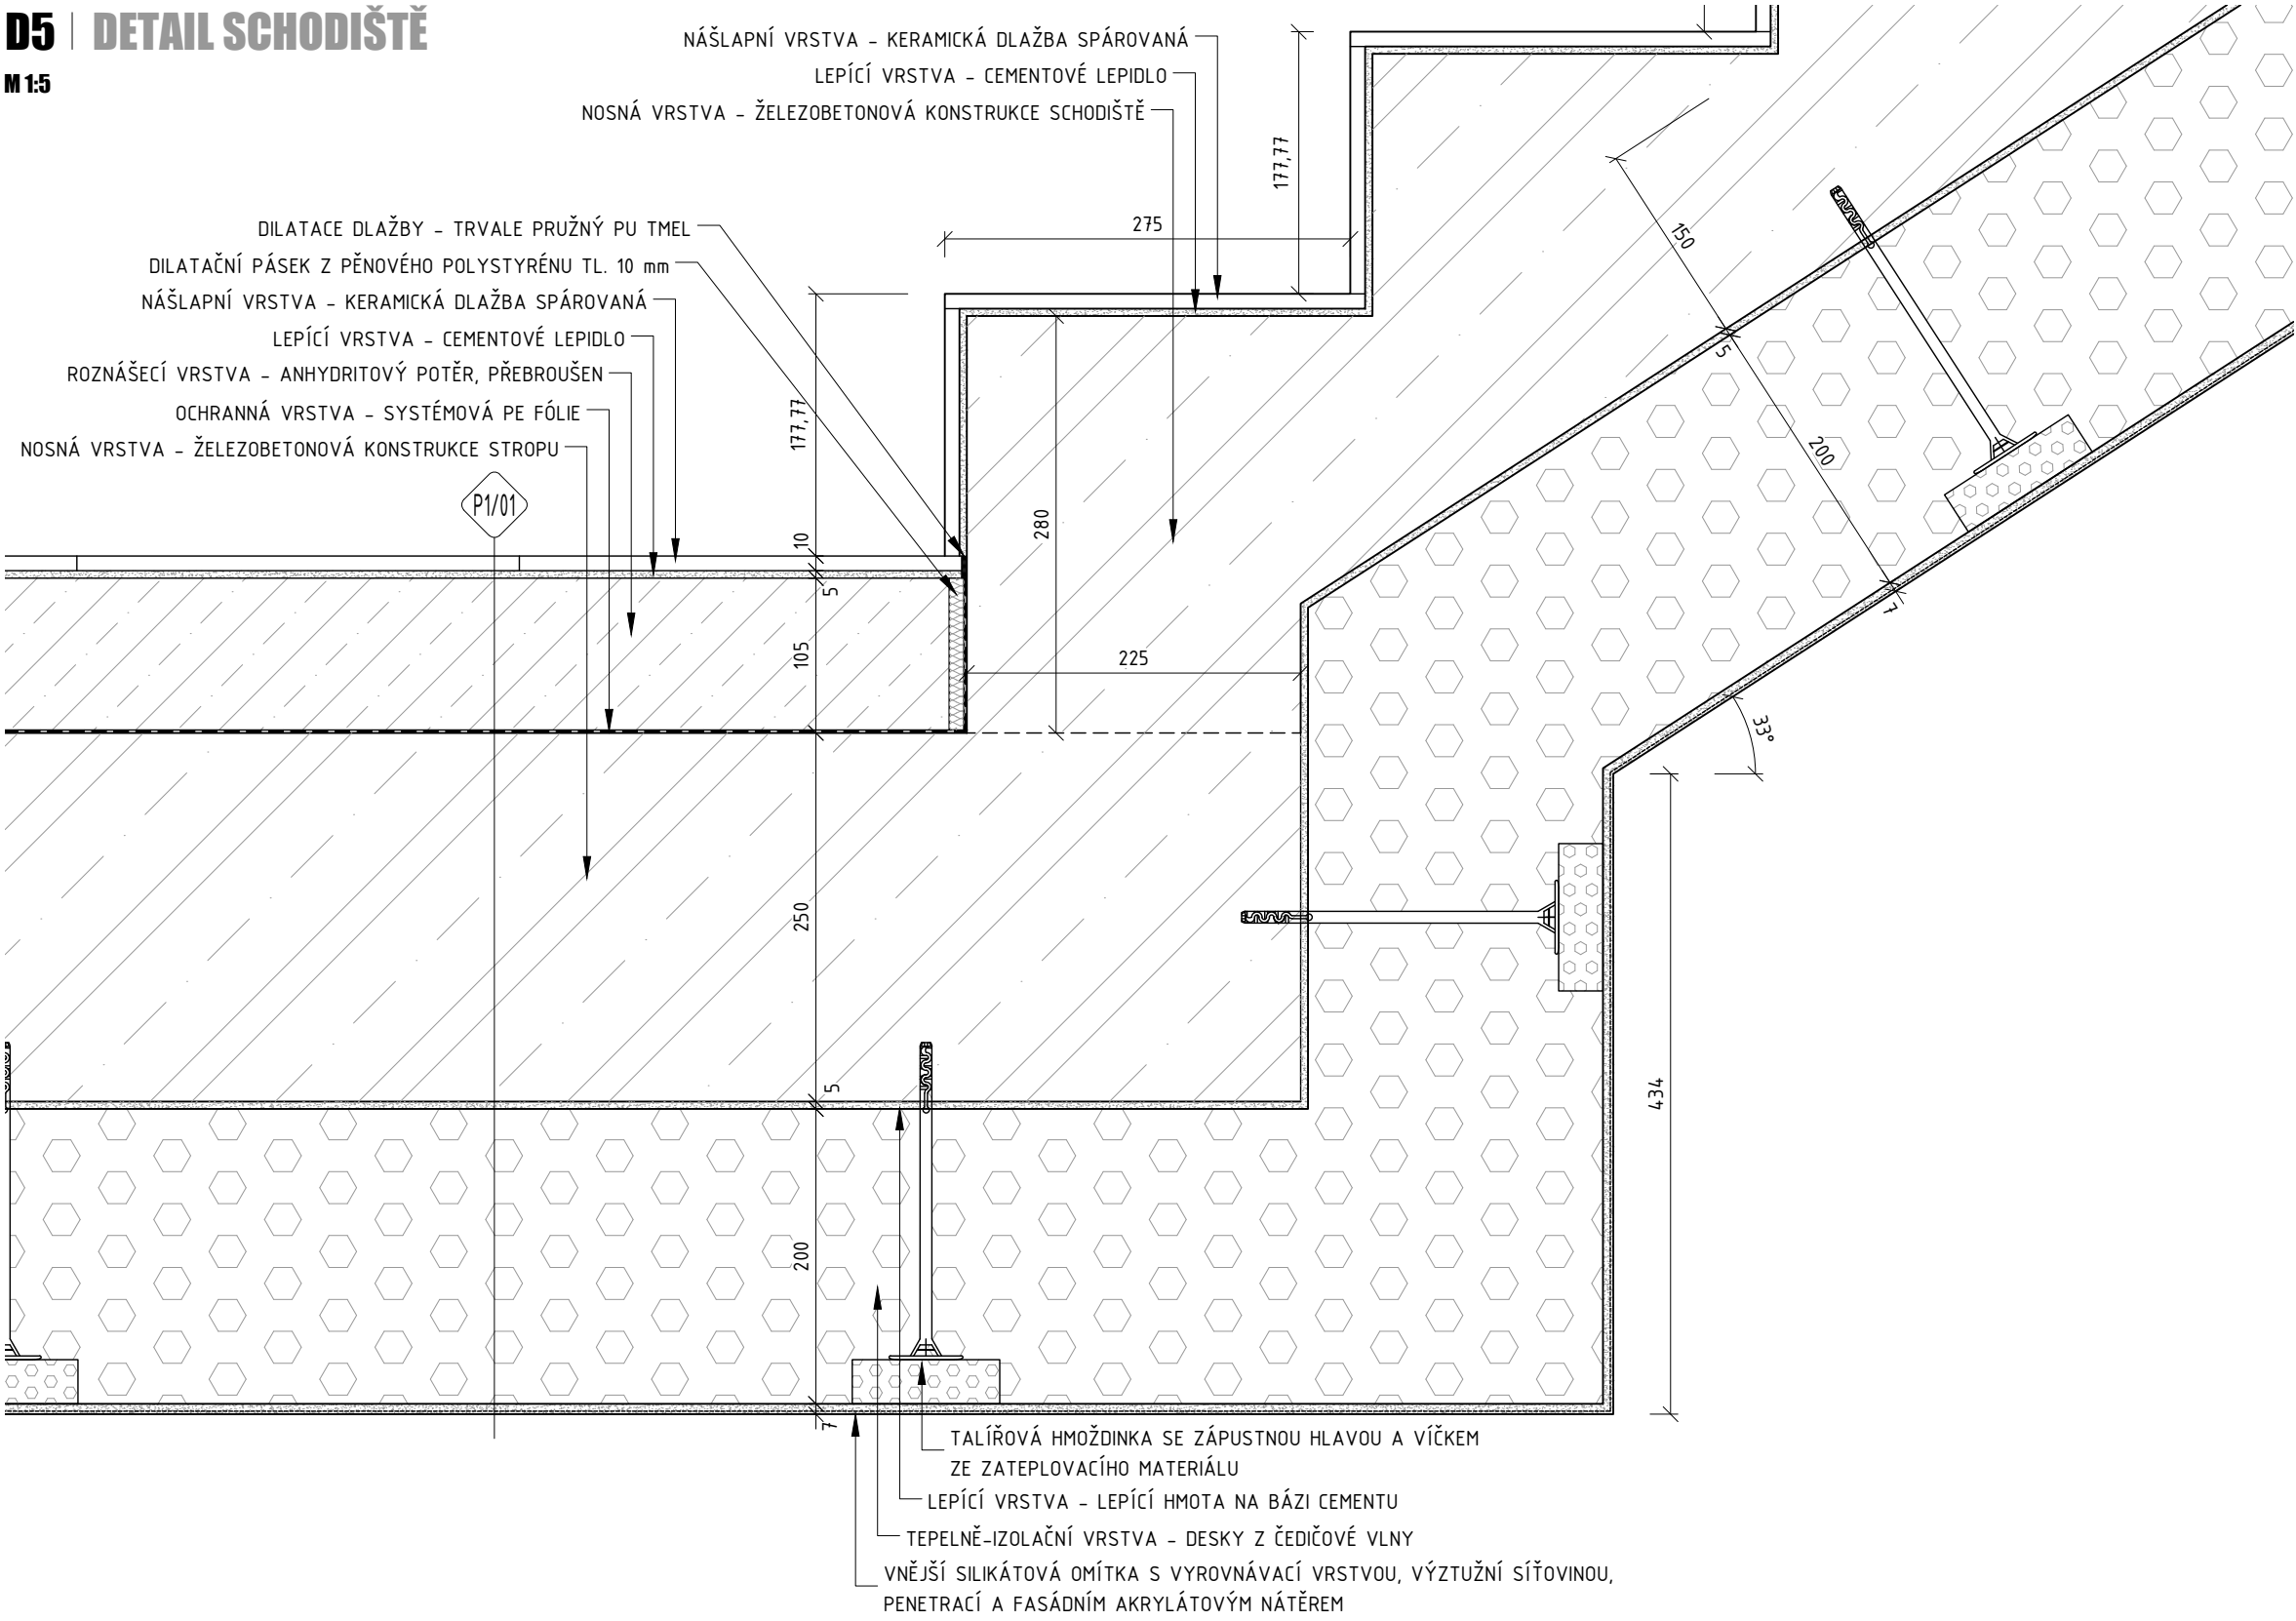 D5 | DETAIL SCHODIŠTĚ
M 1:5
NÁŠLAPNÍ VRSTVA - KERAMICKÁ DLAŽBA SPÁROVANÁ
LEPÍCÍ VRSTVA - CEMENTOVÉ LEPIDLO
NOSNÁ VRSTVA - ŽELEZOBETONOVÁ KONSTRUKCE SCHODIŠTĚ
177,77
275
150
DILATACE DLAŽBY - TRVALE PRUŽNÝ PU TMEL
DILATAČNÍ PÁSEK Z PĚNOVÉHO POLYSTYRÉNU TL. 10 mm
NÁŠLAPNÍ VRSTVA - KERAMICKÁ DLAŽBA SPÁROVANÁ
LEPÍCÍ VRSTVA - CEMENTOVÉ LEPIDLO
ROZNÁŠECÍ VRSTVA - ANHYDRITOVÝ POTĚR, PŘEBROUŠEN
OCHRANNÁ VRSTVA - SYSTÉMOVÁ PE FÓLIE
NOSNÁ VRSTVA - ŽELEZOBETONOVÁ KONSTRUKCE STROPU
177,77
5
200
P1/01
10
280
5
7
105
225
33°
250
5
434
200
7
TALÍŘOVÁ HMOŽDINKA SE ZÁPUSTNOU HLAVOU A VÍČKEM
ZE ZATEPLOVACÍHO MATERIÁLU
LEPÍCÍ VRSTVA - LEPÍCÍ HMOTA NA BÁZI CEMENTU
TEPELNĚ-IZOLAČNÍ VRSTVA - DESKY Z ČEDIČOVÉ VLNY
VNĚJŠÍ SILIKÁTOVÁ OMÍTKA S VYROVNÁVACÍ VRSTVOU, VÝZTUŽNÍ SÍŤOVINOU,
PENETRACÍ A FASÁDNÍM AKRYLÁTOVÝM NÁTĚREM